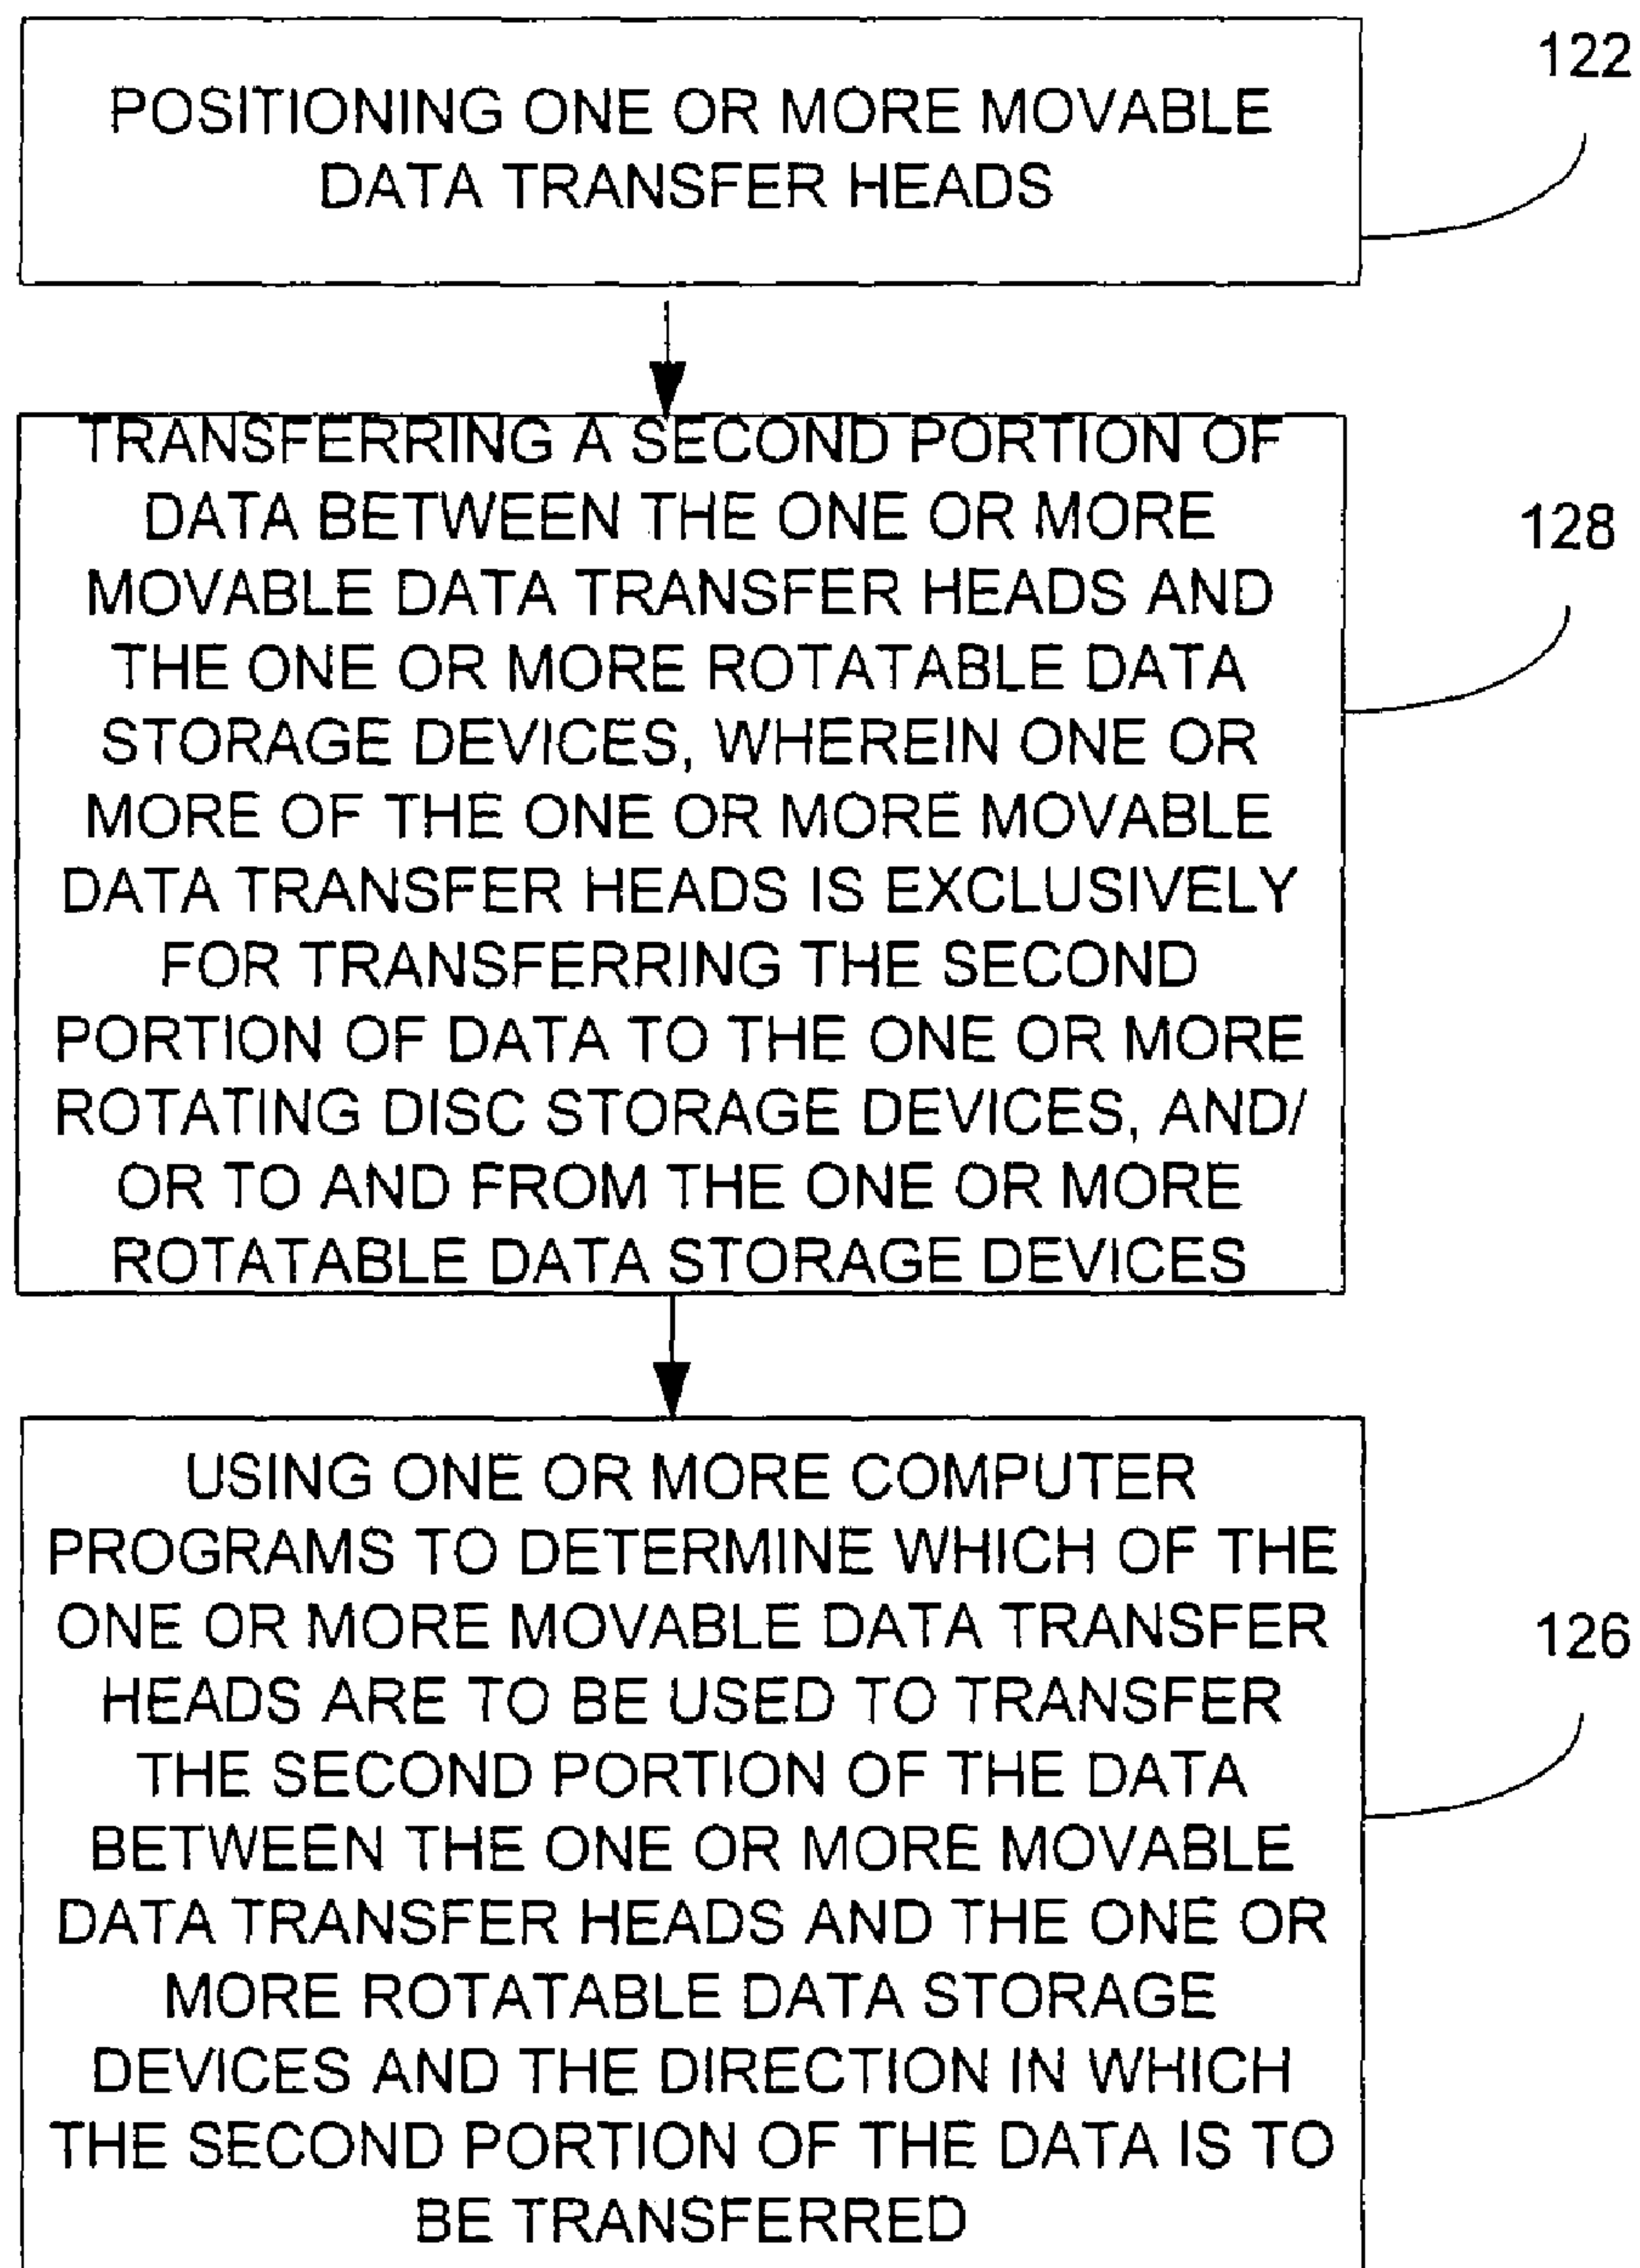 POSITIONING ONE OR MORE MOVABLE
DATA TRANSFER HEADS
122
TRANSFERRING A SECOND PORTION OF
DATA BETWEEN THE ONE OR MORE
MOVABLE DATA TRANSFER HEADS AND
THE ONE OR MORE ROTATABLE DATA
STORAGE DEVICES, WHEREIN ONE OR
MORE OF THE ONE OR MORE MOVABLE
DATA TRANSFER HEADS IS EXCLUSIVELY
FOR TRANSFERRING THE SECOND
PORTION OF DATA TO THE ONE OR MORE
ROTATING DISC STORAGE DEVICES, AND/
OR TO AND FROM THE ONE OR MORE
ROTATABLE DATA STORAGE DEVICES
128
USING ONE OR MORE COMPUTER
PROGRAMS TO DETERMINE WHICH OF THE
ONE OR MORE MOVABLE DATA TRANSFER
HEADS ARE TO BE USED TO TRANSFER
THE SECOND PORTION OF THE DATA
BETWEEN THE ONE OR MORE MOVABLE
DATA TRANSFER HEADS AND THE ONE OR
MORE ROTATABLE DATA STORAGE
DEVICES AND THE DIRECTION IN WHICH
THE SECOND PORTION OF THE DATA IS TO
BE TRANSFERRED
126